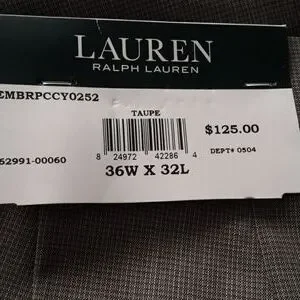 LAUREN
RALPH LAUREN
EMBRPCCY0252
TAUPE
$125.00
8 24972 42286 4
DEPT# 0504
52991-00060
36W X 32L